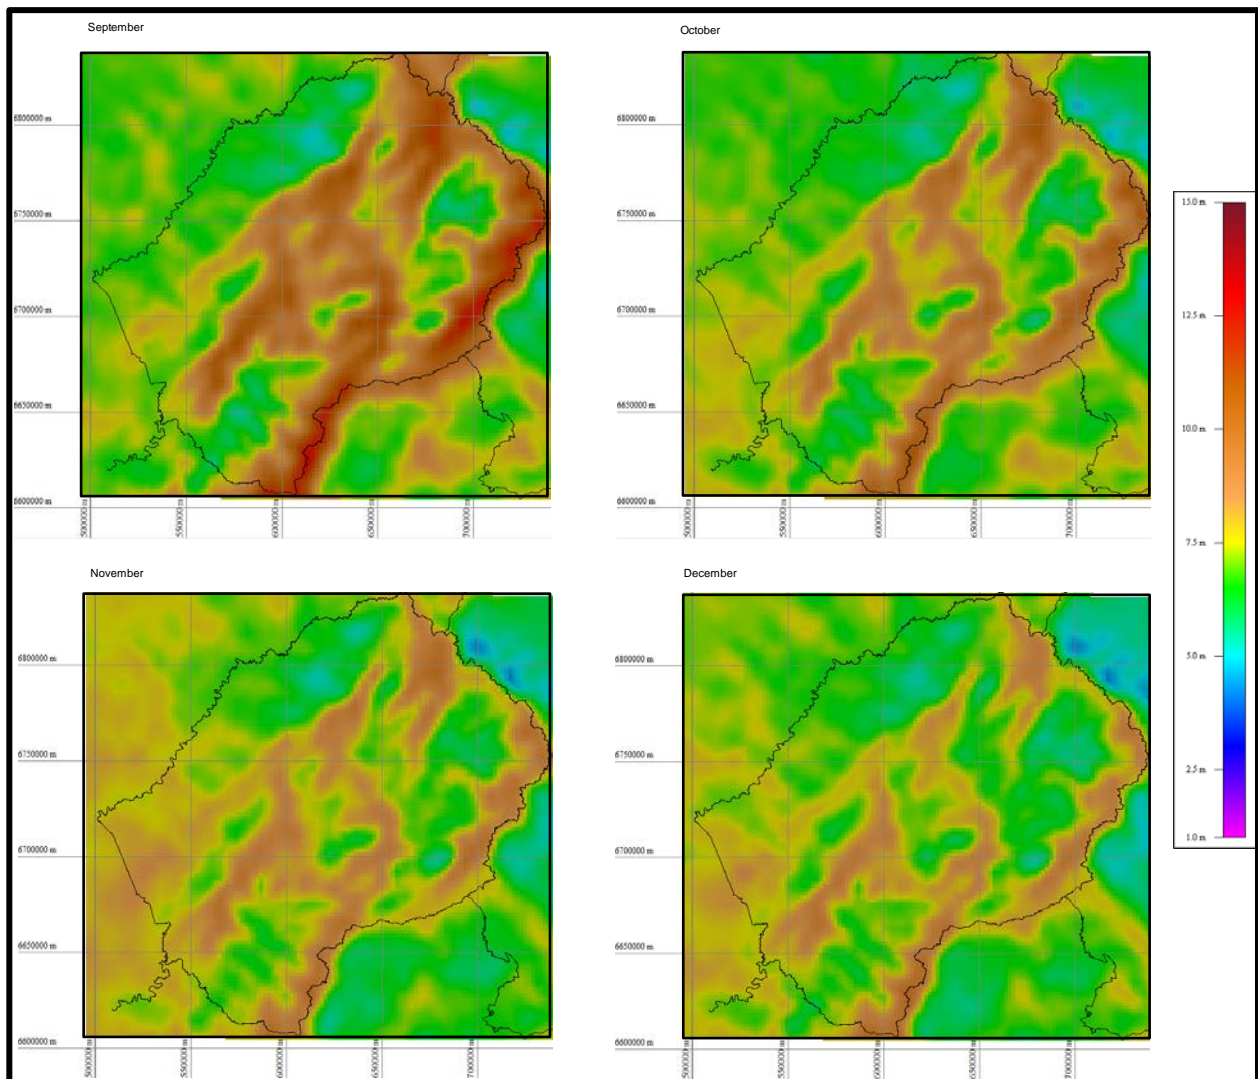 September
October
6800000 m
6750000 m
6700000 m
6650000 m
6600000 m
500000 m
550000 m
600000 m
650000 m
700000 m
6800000 m
6750000 m
6700000 m
6650000 m
6600000 m
500000 m
550000 m
600000 m
650000 m
700000 m
15.0 m
12.5 m
10.0 m
7.5 m
5.0 m
2.5 m
1.0 m
November
December
6800000 m
6750000 m
6700000 m
6650000 m
6600000 m
500000 m
550000 m
600000 m
650000 m
700000 m
6800000 m
6750000 m
6700000 m
6650000 m
6600000 m
500000 m
550000 m
600000 m
650000 m
700000 m